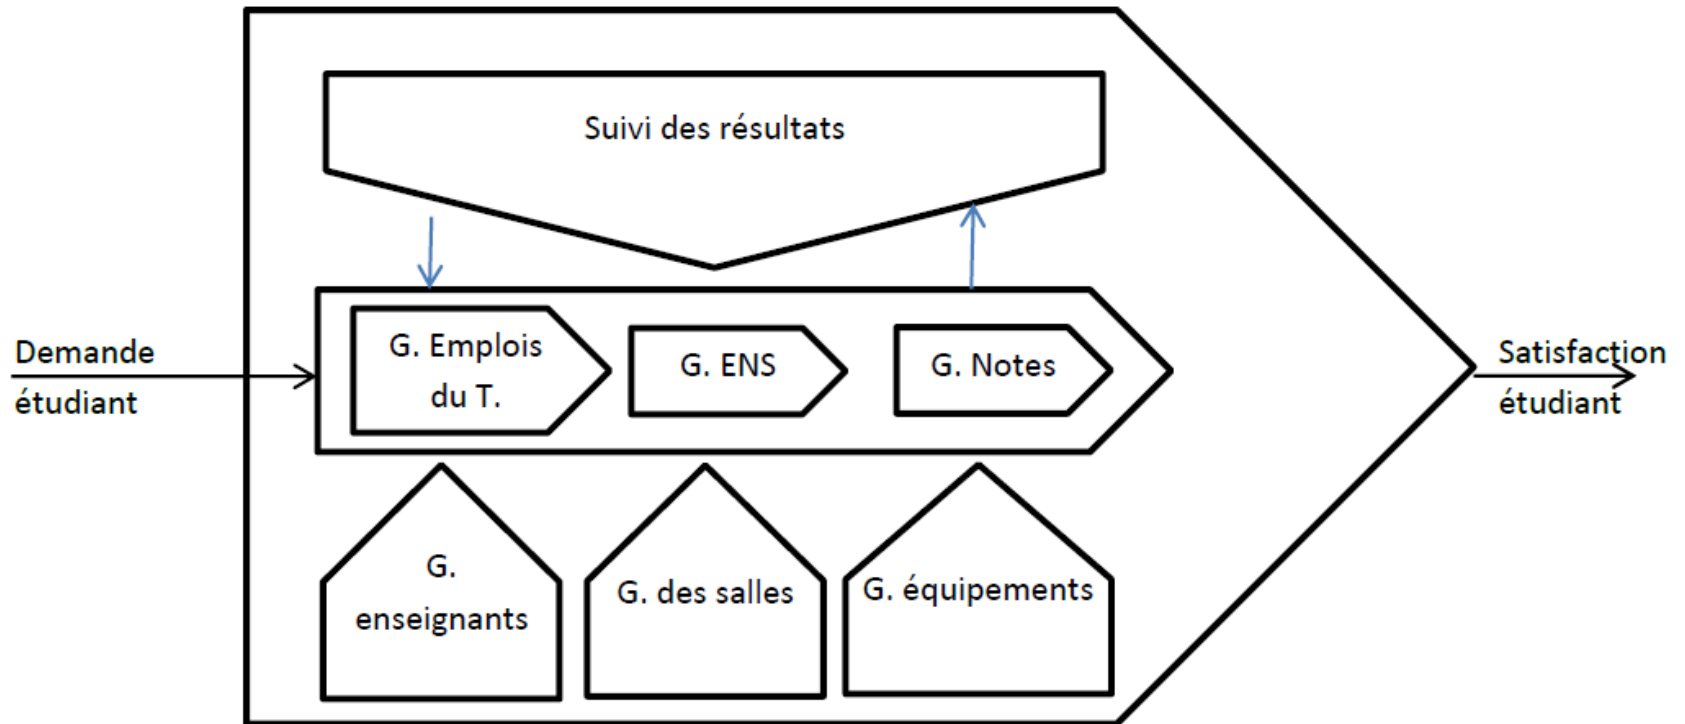 Suivi des résultats
Demande
étudiant
G. Emplois
du T.
G. ENS
G. Notes
Satisfaction
étudiant
G.
enseignants
G. des salles
G. équipements